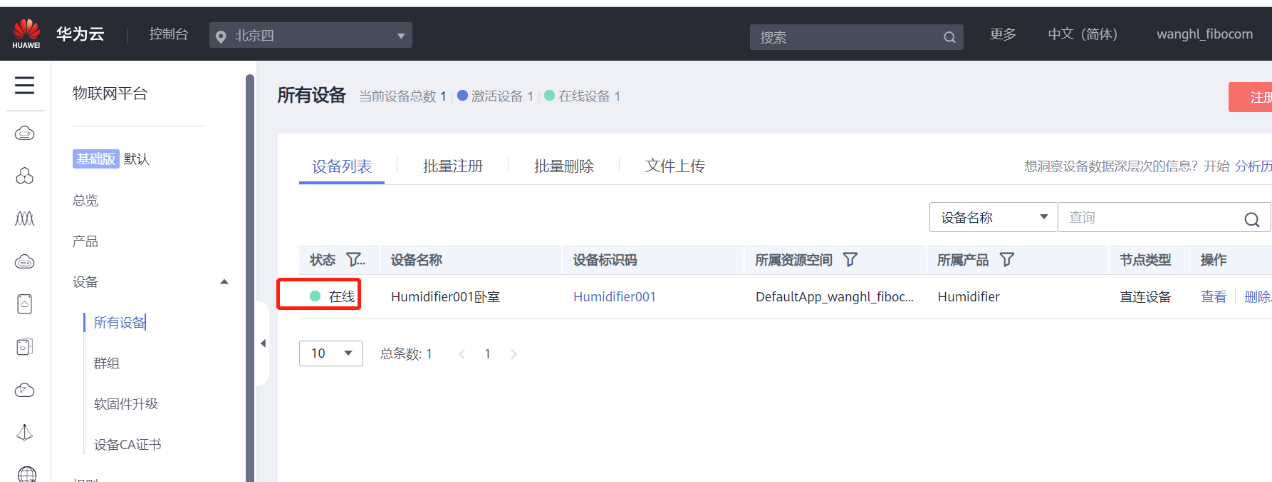 HUAWEI 华为云 控制台 北京四 搜索 更多 中文（简体） wanghl_fibocom
物联网平台
基础版 默认
总览
产品
设备
所有设备
群组
软固件升级
设备CA证书
所有设备 当前设备总数 1 激活设备 1 在线设备 1
设备列表 批量注册 批量删除 文件上传 想洞察设备数据深层次的信息？开始 分析历
设备名称 查询
状态 设备名称 设备标识码 所属资源空间 所属产品 节点类型 操作
在线 Humidifier001卧室 Humidifier001 DefaultApp_wanghl_fiboc... Humidifier 直连设备 查看 删除
10 总条数: 1 < 1 >